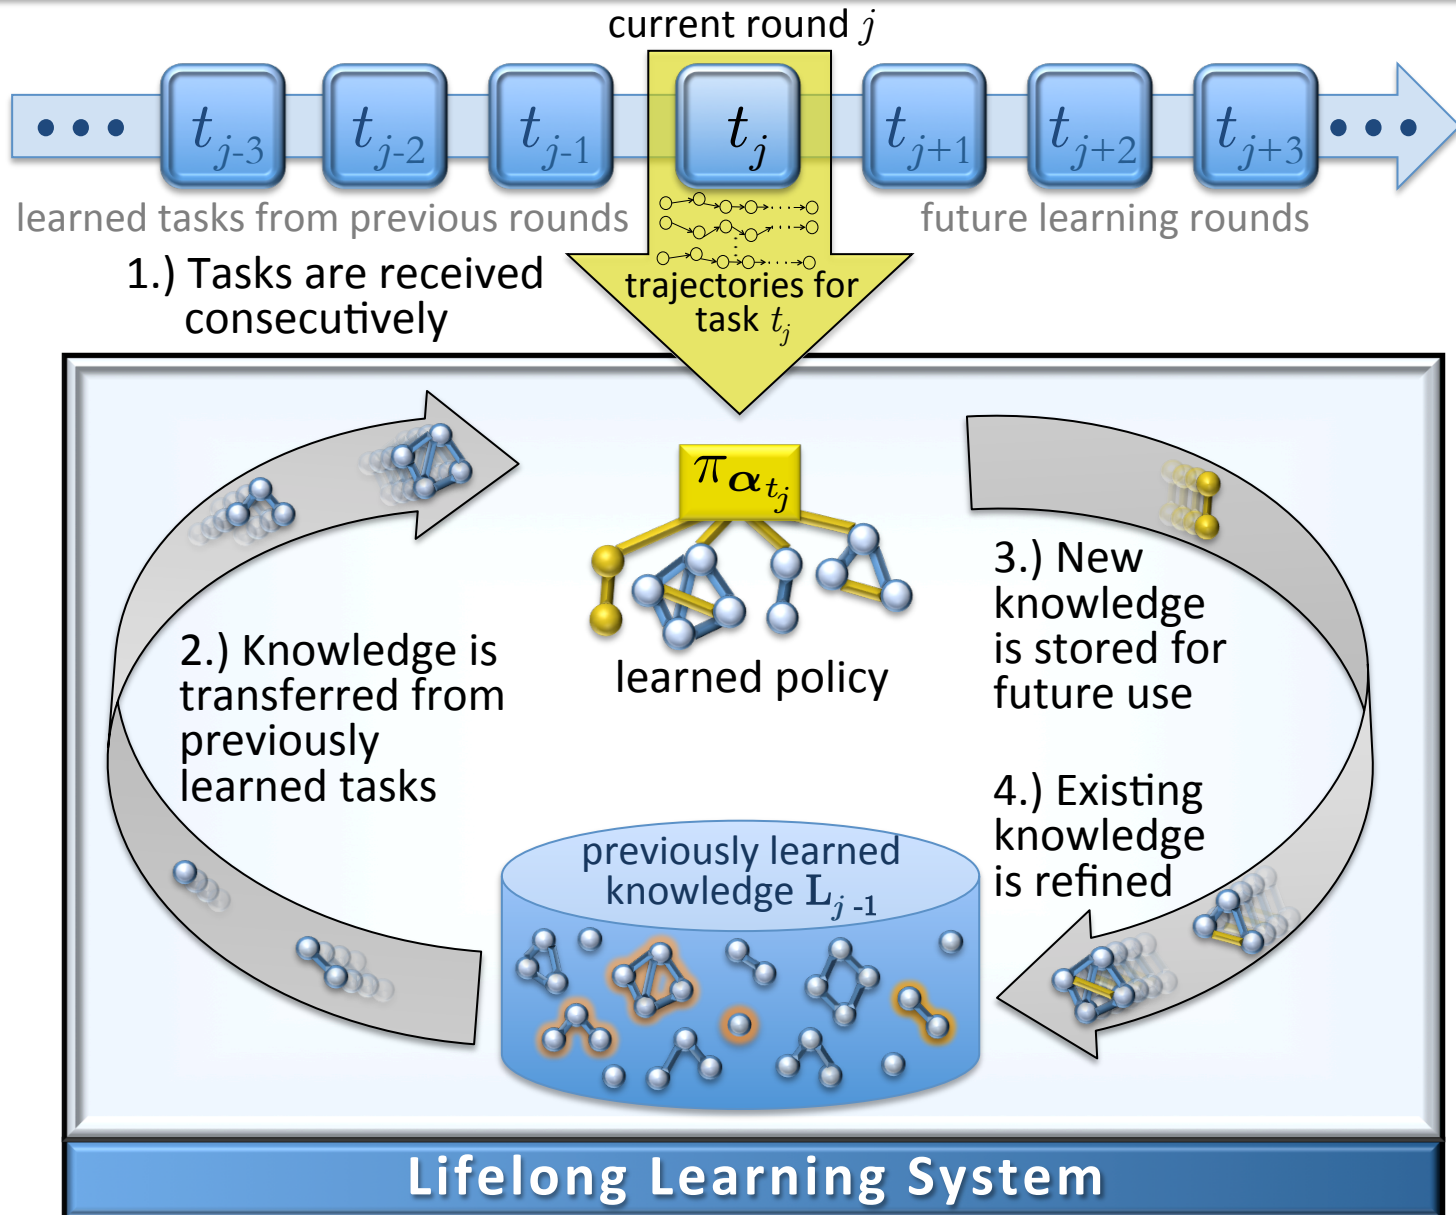 current round j
• • • t_{j-3} t_{j-2} t_{j-1} t_j t_{j+1} t_{j+2} t_{j+3} • • •
learned tasks from previous rounds
future learning rounds
1.) Tasks are received
consecutively
trajectories for
task t_j
π_{α_{t_j}}
learned policy
2.) Knowledge is
transferred from
previously
learned tasks
3.) New
knowledge
is stored for
future use
4.) Existing
knowledge
is refined
previously learned
knowledge L_{j-1}
Lifelong Learning System